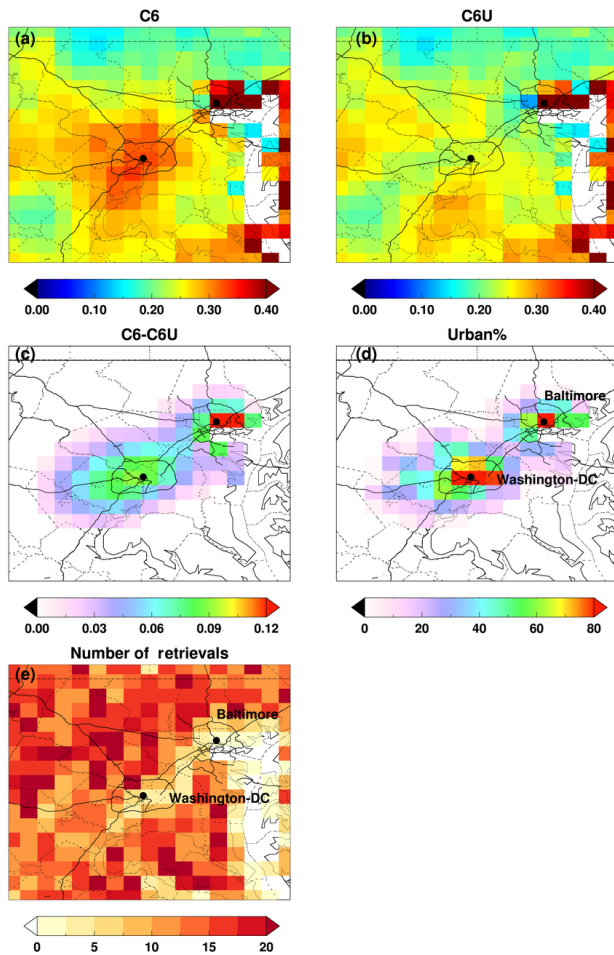 C6
C6U
(a)
(b)
0.00 0.10 0.20 0.30 0.40
0.00 0.10 0.20 0.30 0.40
C6-C6U
Urban%
(c)
(d)
Baltimore
Washington-DC
0.00 0.03 0.06 0.09 0.12
0 20 40 60 80
Number of retrievals
(e)
Baltimore
Washington-DC
0 5 10 15 20